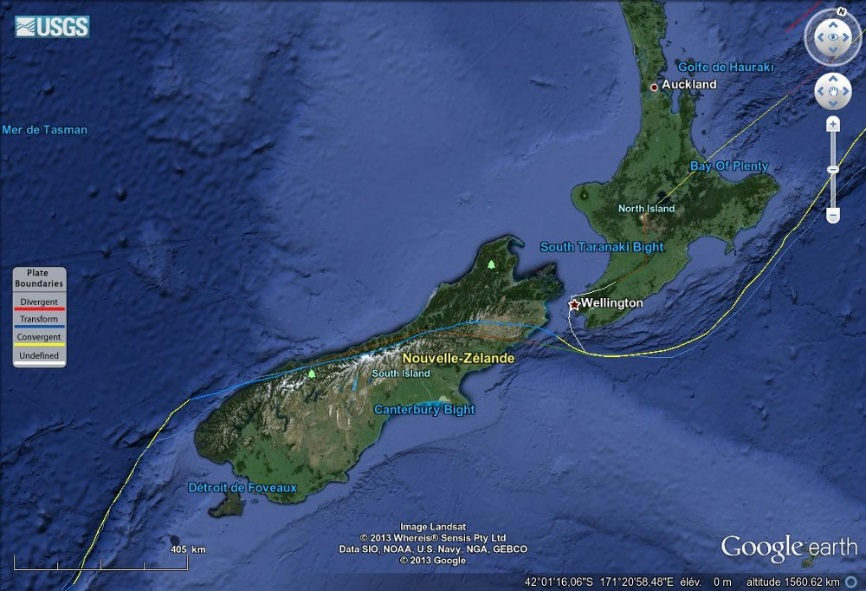 USGS
N
Golfe de Hauraki
Auckland
Mer de Tasman
Bay Of Plenty
North Island
South Taranaki Bight
Plate
Boundaries
Divergent
Transform
Convergent
Undefined
Wellington
Nouvelle-Zélande
South Island
Canterbury Bight
Détroit de Foveaux
405 km
Image Landsat
© 2013 Whereis® Sensis Pty Ltd
Data SIO, NOAA, U.S. Navy, NGA, GEBCO
© 2013 Google
Google earth
42°01'16,06"S 171°20'58,48"E élév. 0 m altitude 1560.62 km